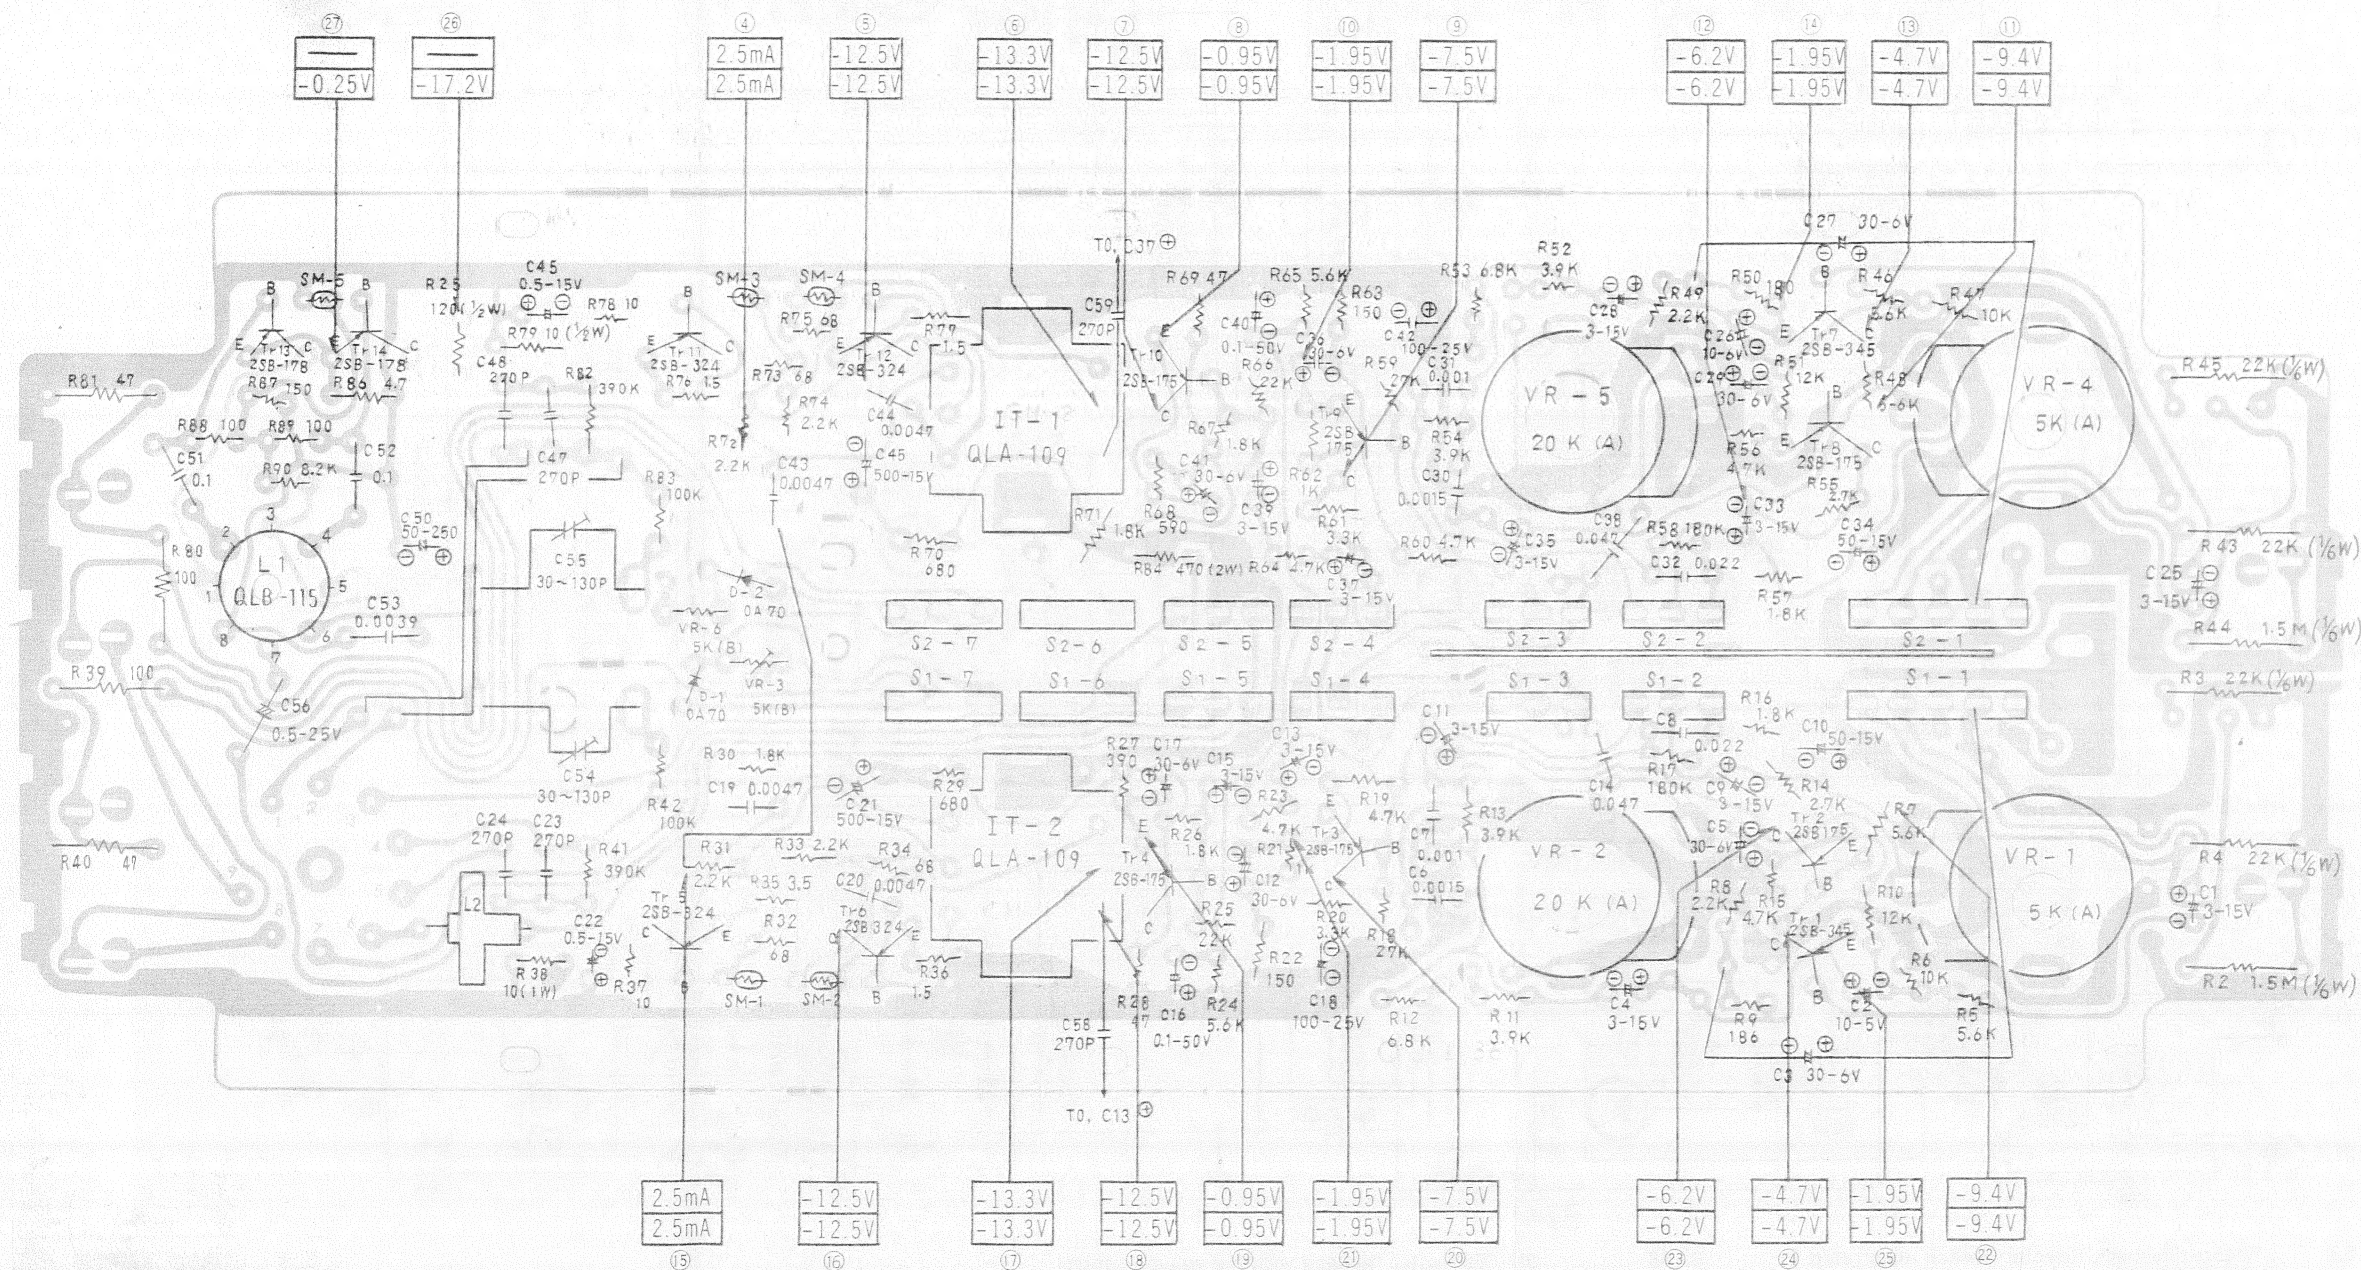 ㉗ ㉖ ④ ⑤ ⑥ ⑦ ⑧ ⑩ ⑨ ⑫ ⑭ ⑬ ⑪
— — 2.5mA -12.5V -13.3V -12.5V -0.95V -1.95V -7.5V -6.2V -1.95V -4.7V -9.4V
-0.25V -17.2V 2.5mA -12.5V -13.3V -12.5V -0.95V -1.95V -7.5V -6.2V -1.95V -4.7V -9.4V
C27 30-6V
TO, C37 ⊕
SM-5
B
B
R25
120(½W)
C45
0.5-15V
⊕ ⊖
R78 10
R79 10 (½W)
B
SM-3
SM-4
B
R75 68
R77
1.5
C59
270P
R69 47
R65 5.6K
R63
150
R53 6.8K
R52
3.9K
C28
3-15V
R49
2.2K
R50
180
B
R46
5.6K
R47
10K
E
Tr13
2SB-178
C
E
Tr14
2SB-178
C
R87 150
R86 4.7
R81 47
C48
270P
R82
390K
E
Tr11
2SB-324
C
R76 1.5
R73 68
E
Tr12
2SB-324
C
R74
2.2K
C44
0.0047
R72
2.2K
IT-1
QLA-109
E
Tr10
2SB-175
B
C
C40
0.1-50V
R66
22K
C36
30-6V
R59
27K
C42
100-25V
C31
0.001
VR-5
20K (A)
C26
10-6V
E
Tr7
2SB-345
C
C29
30-6V
R51
12K
R48
5.6K
VR-4
5K (A)
R45 22K (⅙W)
R88 100
R89 100
C52
0.1
C51
0.1
R90 8.2K
C47
270P
R83
100K
C43
0.0047
C45
500-15V
R67
1.8K
E
Tr9
2SB
175
B
C
R54
3.9K
C30
0.0015
R56
4.7K
B
E
Tr8
2SB-175
C
R55
2.7K
C41
30-6V
R62
1K
R71
1.8K
R68
590
C39
3-15V
R61
3.3K
C33
3-15V
C34
50-15V
3
2
4
L1
QLB-115
1
5
8
6
7
C50
50-250
R80
100
C55
30~130P
R70
680
R84 470 (2W)
R64 4.7K
R60 4.7K
C35
3-15V
C38
0.047
R58 180K
C32 0.022
R43 22K (⅙W)
C25
3-15V
C53
0.0039
D-2
OA70
VR-6
5K(B)
C37
3-15V
R57
1.8K
R44 1.5M (⅙W)
S2-7 S2-6 S2-5 S2-4 S2-3 S2-2 S2-1
R39 100
VR-3
5K(B)
D-1
OA70
S1-7 S1-6 S1-5 S1-4 S1-3 S1-2 S1-1
R3 22K (⅙W)
C56
0.5-25V
C54
30~130P
R30 1.8K
C19 0.0047
R42
100K
C21
500-15V
R29
680
R27
390
C17
30-6V
C15
3-15V
C13
3-15V
C11
3-15V
C8
0.022
R16
1.8K
C10
50-15V
R17
180K
C14
0.047
C9
3-15V
R14
2.7K
R40 47
C24
270P
C23
270P
R41
390K
R31
2.2K
R33 2.2K
R34
68
IT-2
QLA-109
E
Tr4
2SB-175
B
C
R26
1.8K
R23
4.7K
R21
1K
E
Tr3
2SB-175
B
C
R19
4.7K
C7
0.001
C6
0.0015
R13
3.9K
VR-2
20K (A)
C5
30-6V
C
Tr2
2SB175
E
B
R7
5.6K
VR-1
5K (A)
R4 22K (⅙W)
C1
3-15V
L2
C22
0.5-15V
Tr5
2SB-324
C
E
B
R35 3.5
R32
68
C20 0.0047
Tr6
2SB324
C
B
C12
30-6V
R25
22K
R20
3.3K
R18
27K
R8
2.2K
R15
4.7K
Tr1
2SB-345
C
E
B
R10
12K
R6
10K
R38
10(1W)
R37
10
SM-1
SM-2
R36
1.5
R22
150
R28
47
C16
0.1-50V
R24
5.6K
C18
100-25V
R12
6.8K
R11
3.9K
C4
3-15V
R9
186
C2
10-5V
R5
5.6K
R2 1.5M (⅙W)
C58
270P
C3 30-6V
TO, C13 ⊕
2.5mA -12.5V -13.3V -12.5V -0.95V -1.95V -7.5V -6.2V -4.7V -1.95V -9.4V
2.5mA -12.5V -13.3V -12.5V -0.95V -1.95V -7.5V -6.2V -4.7V -1.95V -9.4V
⑮ ⑯ ⑰ ⑱ ⑲ ㉑ ⑳ ㉓ ㉔ ㉕ ㉒